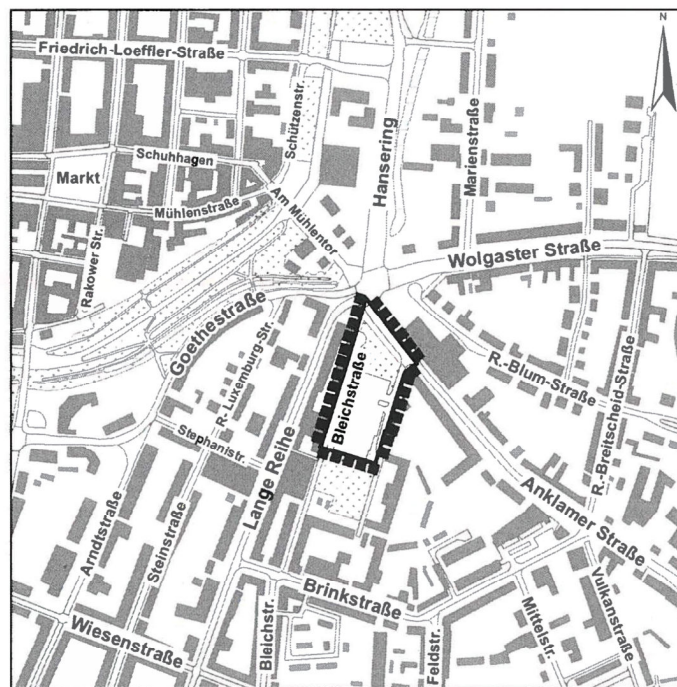 N
Friedrich-Loeffler-Straße
Schützenstr.
Hansering
Marienstraße
Schuhhagen
Markt
Mühlenstraße
Am Mühlentor
Rakower Str.
Wolgaster Straße
Goethestraße
R.-Luxemburg-Str.
Bleichstraße
R.-Blum-Straße
R.-Breitscheid-Straße
Stephanistr.
Lange Reihe
Anklamer Straße
Arndtstraße
Steinstraße
Brinkstraße
Wiesenstraße
Bleichstr.
Feldstr.
Mittelstr.
Vulkanstraße